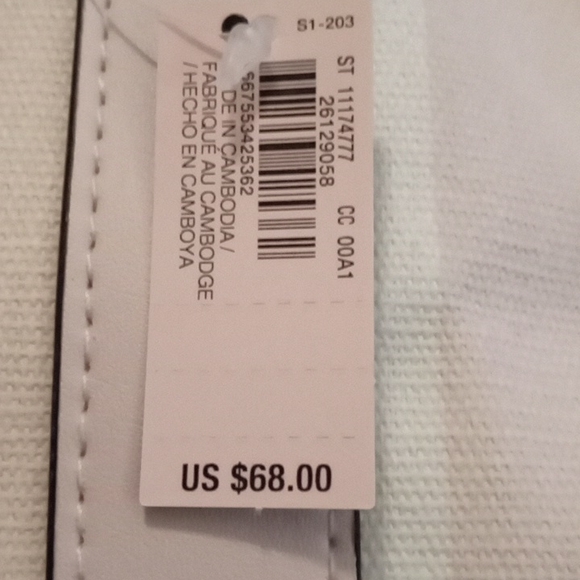 S1-203
ST 11174777 CC 00A1
26129058
667553425362
DE IN CAMBODIA /
FABRIQUÉ AU CAMBODGE
/ HECHO EN CAMBOYA
US $68.00